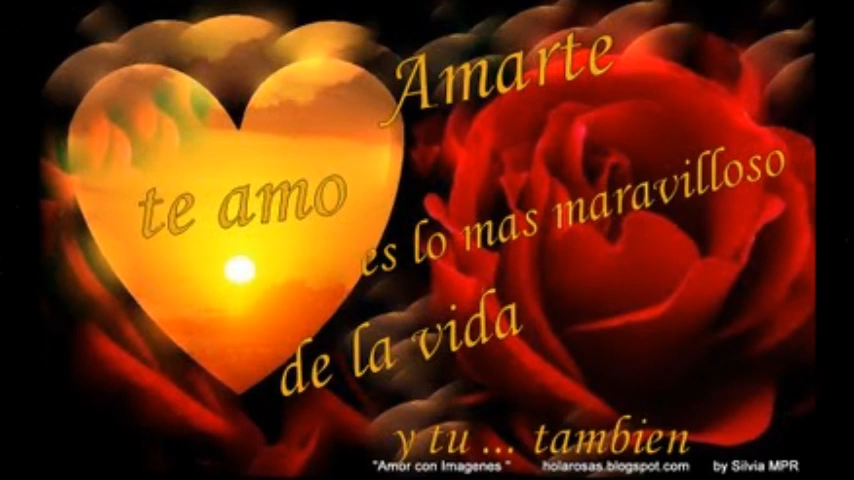 te amo
Amarte
es lo mas maravilloso
de la vida
y tu ... tambien
"Amor con Imagenes " holarosas.blogspot.com by Silvia MPR